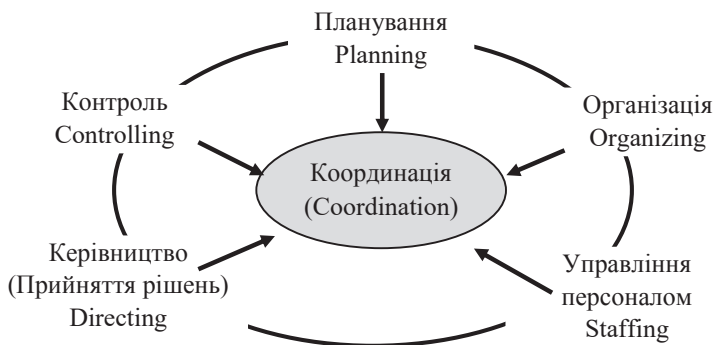 Планування
Planning
Контроль
Controlling
Організація
Organizing
Координація
(Coordination)
Керівництво
(Прийняття рішень)
Directing
Управління
персоналом
Staffing